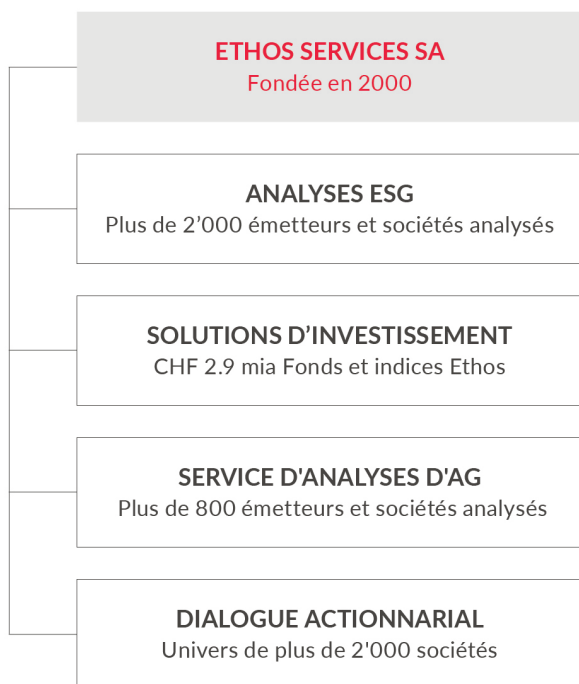 ETHOS SERVICES SA
Fondée en 2000
ANALYSES ESG
Plus de 2’000 émetteurs et sociétés analysés
SOLUTIONS D’INVESTISSEMENT
CHF 2.9 mia Fonds et indices Ethos
SERVICE D'ANALYSES D'AG
Plus de 800 émetteurs et sociétés analysés
DIALOGUE ACTIONNARIAL
Univers de plus de 2'000 sociétés